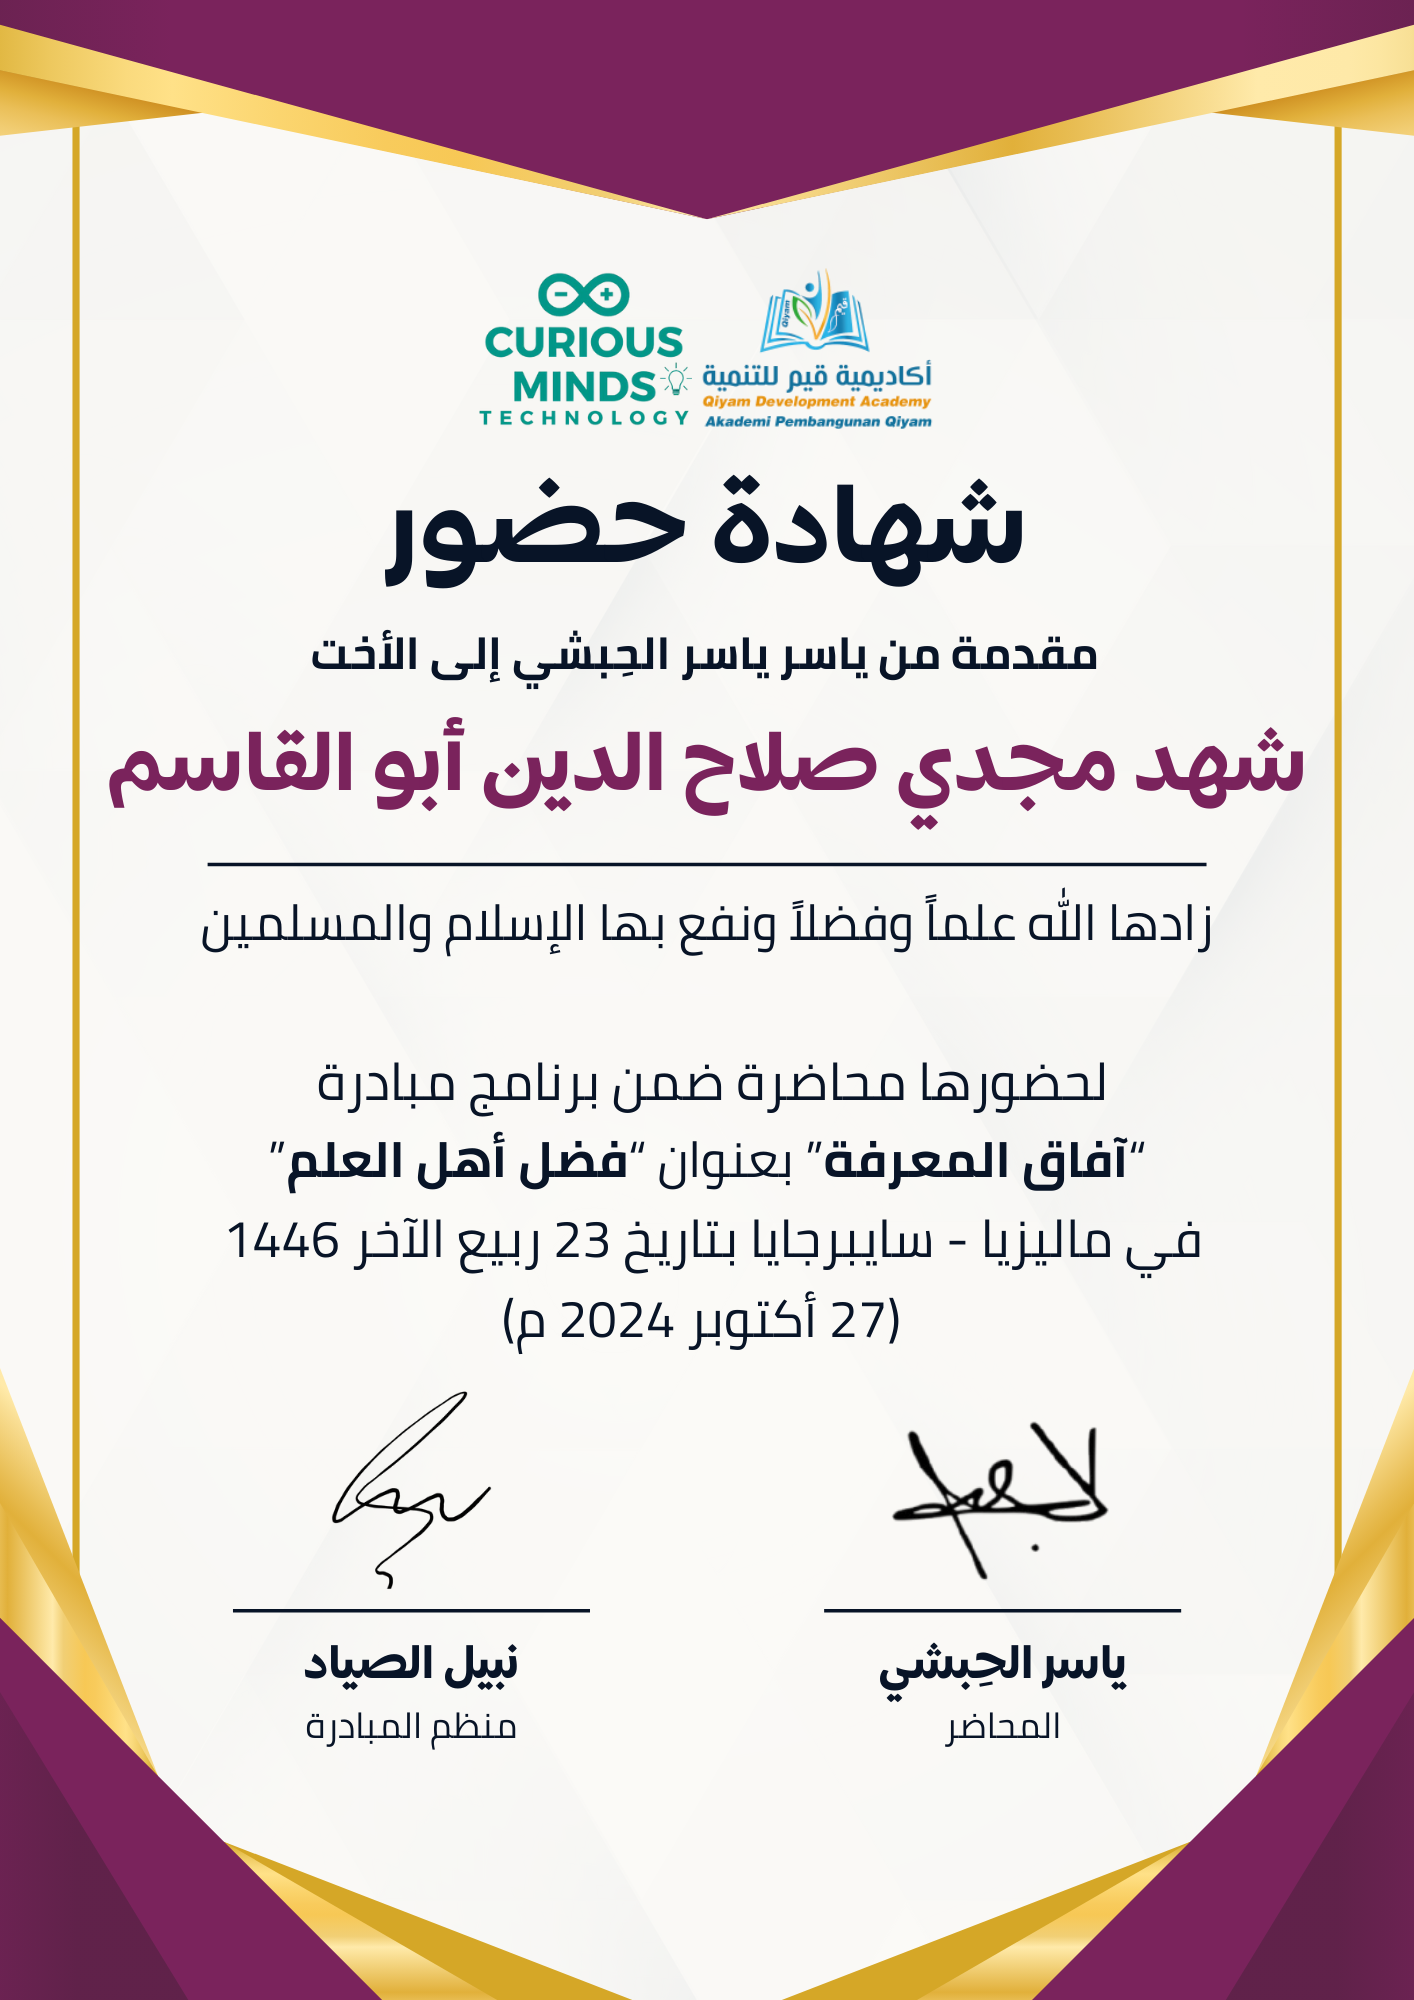 CURIOUS
MINDS
TECHNOLOGY
Qiyam
أكاديمية قيم للتنمية
Qiyam Development Academy
Akademi Pembangunan Qiyam
شهادة حضور
مقدمة من ياسر ياسر الحِبشي إلى الأخت
شهد مجدي صلاح الدين أبو القاسم
زادها الله علماً وفضلاً ونفع بها الإسلام والمسلمين
لحضورها محاضرة ضمن برنامج مبادرة
“آفاق المعرفة” بعنوان “فضل أهل العلم”
في ماليزيا - سايبرجايا بتاريخ 23 ربيع الآخر 1446
(27 أكتوبر 2024 م)
ياسر الحِبشي
المحاضر
نبيل الصياد
منظم المبادرة